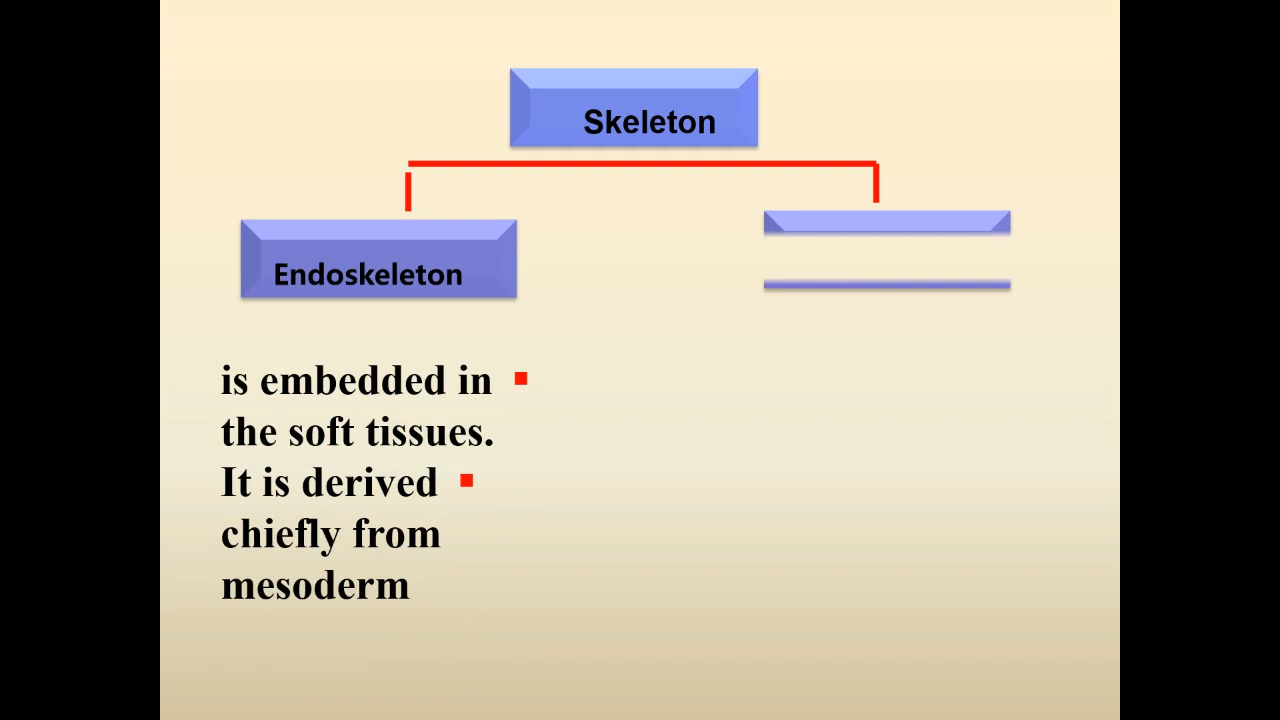 Skeleton
Endoskeleton
is embedded in
the soft tissues.
It is derived
chiefly from
mesoderm